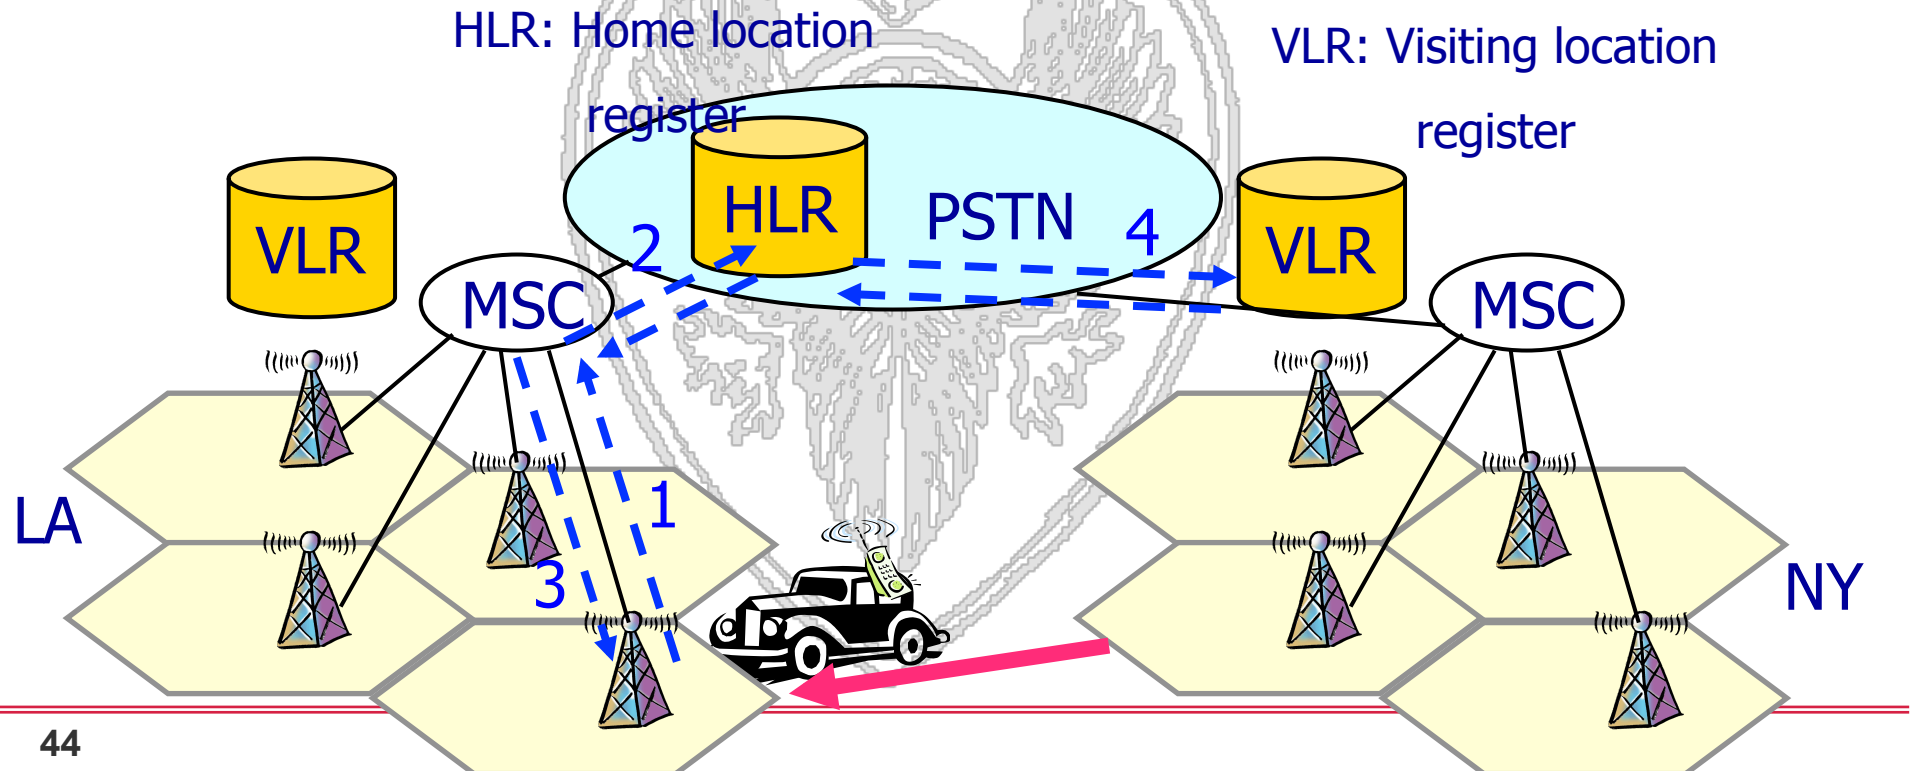 HLR: Home location
register
VLR: Visiting location
register
VLR
HLR
PSTN
VLR
MSC
MSC
2
4
1
3
LA
NY
44